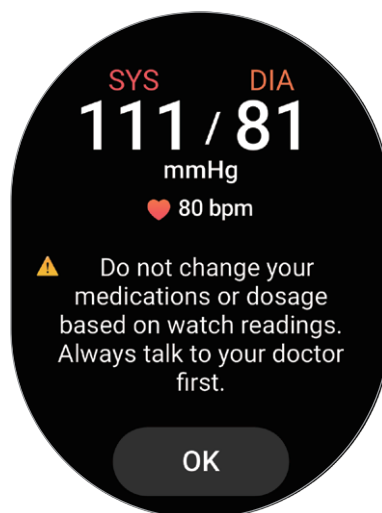 SYS DIA
111 / 81
mmHg
80 bpm
Do not change your
medications or dosage
based on watch readings.
Always talk to your doctor
first.
OK